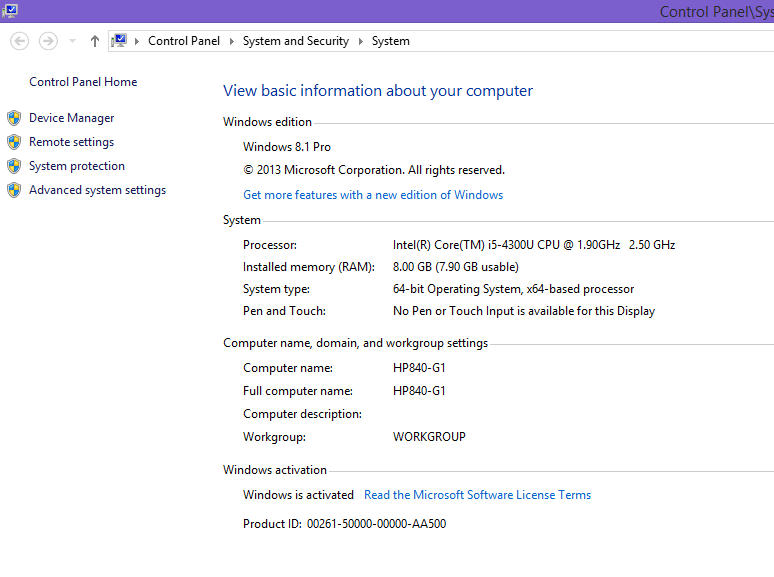 Control Panel\Sys
Control Panel System and Security System
Control Panel Home
Device Manager
Remote settings
System protection
Advanced system settings
View basic information about your computer
Windows edition
Windows 8.1 Pro
© 2013 Microsoft Corporation. All rights reserved.
Get more features with a new edition of Windows
System
Processor: Intel(R) Core(TM) i5-4300U CPU @ 1.90GHz 2.50 GHz
Installed memory (RAM): 8.00 GB (7.90 GB usable)
System type: 64-bit Operating System, x64-based processor
Pen and Touch: No Pen or Touch Input is available for this Display
Computer name, domain, and workgroup settings
Computer name: HP840-G1
Full computer name: HP840-G1
Computer description:
Workgroup: WORKGROUP
Windows activation
Windows is activated Read the Microsoft Software License Terms
Product ID: 00261-50000-00000-AA500